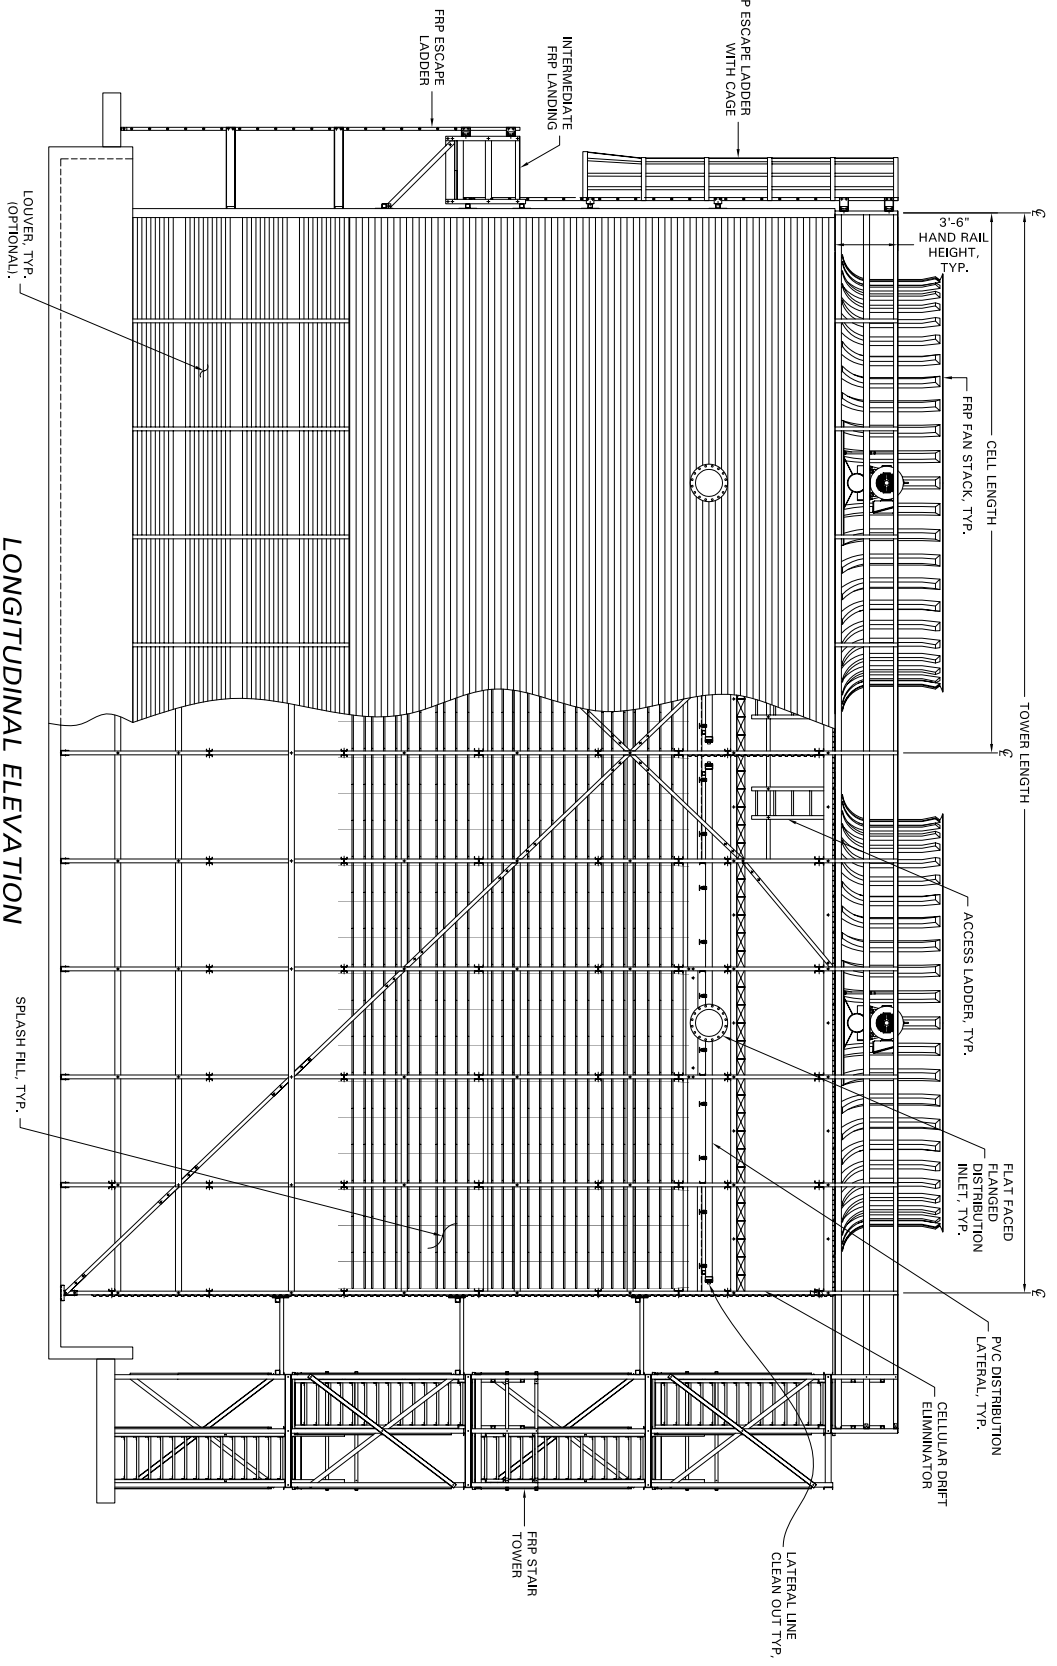 P ESCAPE LADDER
WITH CAGE
INTERMEDIATE
FRP LANDING
FRP ESCAPE
LADDER
LOUVER, TYP.
(OPTIONAL).
3'-6"
HAND RAIL
HEIGHT,
TYP.
FRP FAN STACK, TYP.
CELL LENGTH
TOWER LENGTH
ACCESS LADDER, TYP.
FLAT FACED
FLANGED
DISTRIBUTION
INLET, TYP.
PVC DISTRIBUTION
LATERAL, TYP.
CELLULAR DRIFT
ELIMNINATOR
LATERAL LINE
CLEAN OUT TYP,
FRP STAIR
TOWER
SPLASH FILL, TYP.
LONGITUDINAL ELEVATION